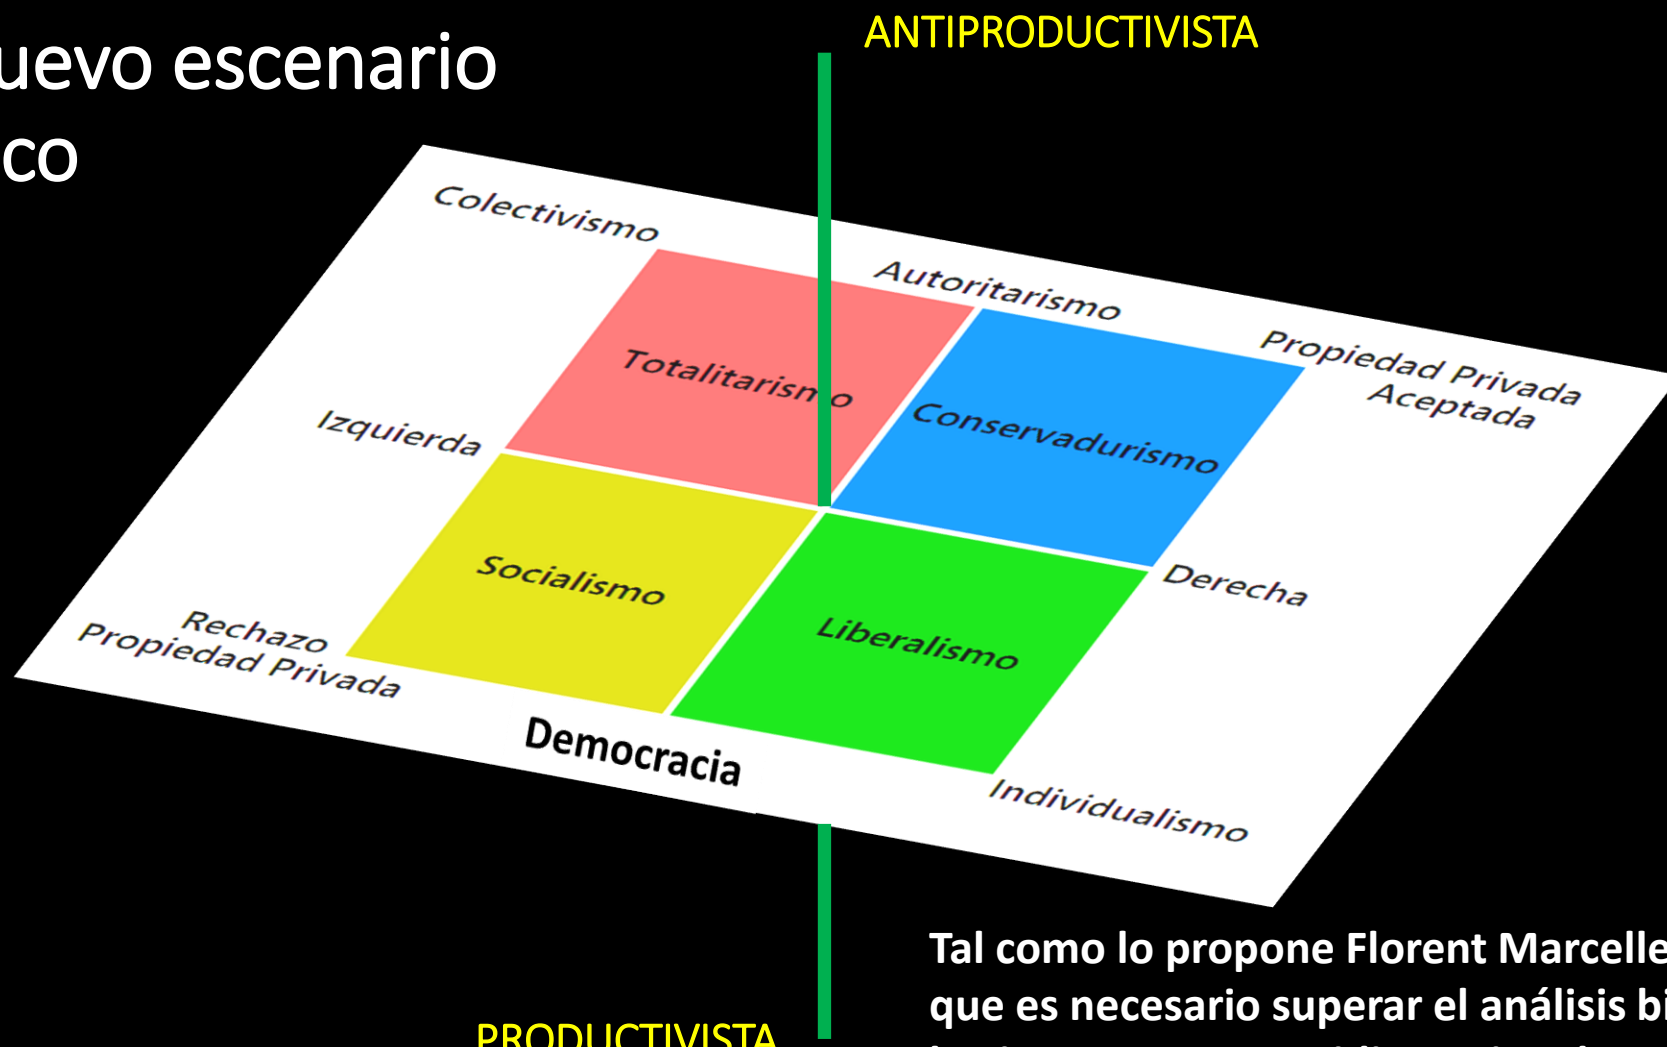 ANTIPRODUCTIVISTA
uevo escenario
co
Colectivismo
Autoritarismo
Propiedad Privada
Aceptada
Totalitarismo
Conservadurismo
Izquierda
Derecha
Socialismo
Liberalismo
Rechazo
Propiedad Privada
Democracia
Individualismo
Tal como lo propone Florent Marcelle
que es necesario superar el análisis bi
PRODUCTIVISTA